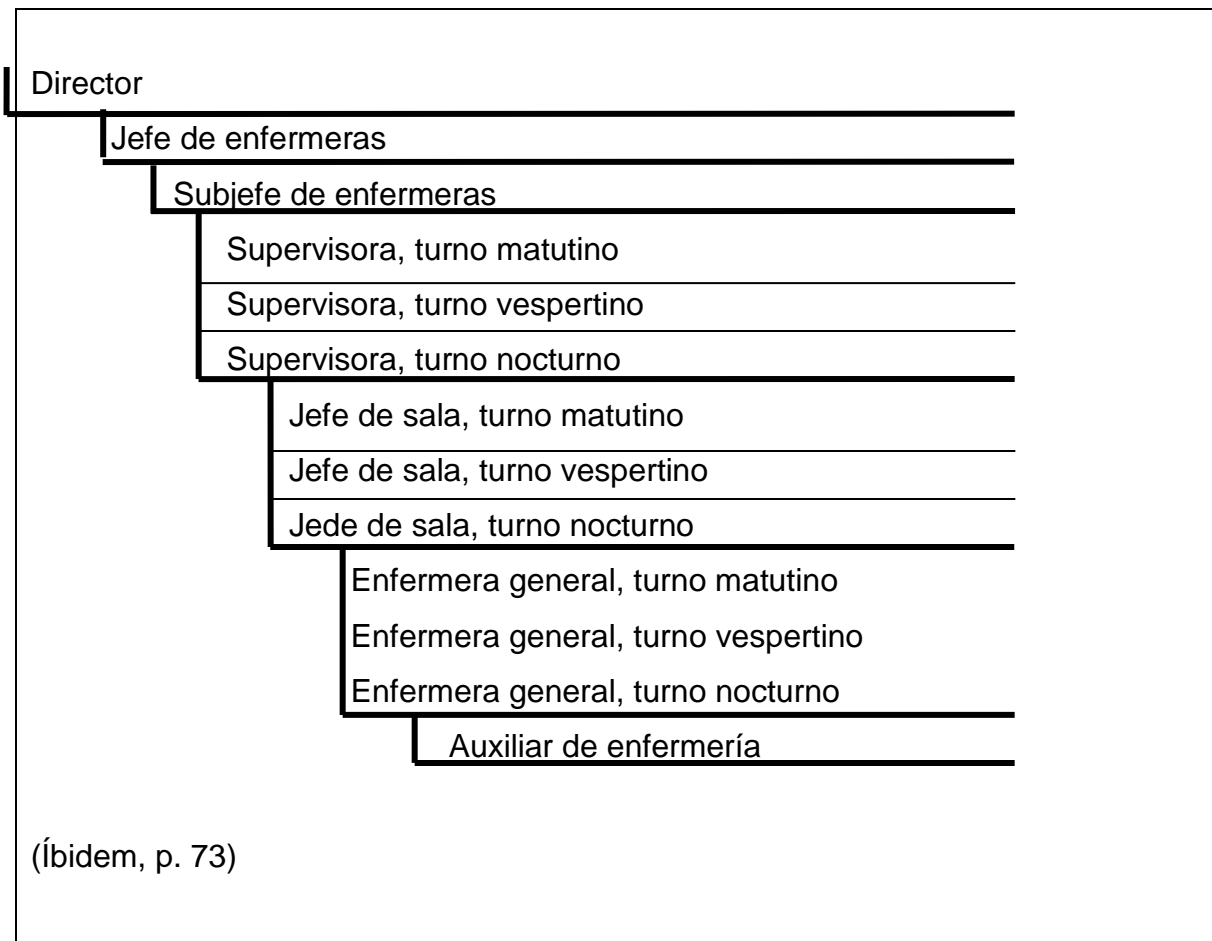 Director
Jefe de enfermeras
Subjefe de enfermeras
Supervisora, turno matutino
Supervisora, turno vespertino
Supervisora, turno nocturno
Jefe de sala, turno matutino
Jefe de sala, turno vespertino
Jede de sala, turno nocturno
Enfermera general, turno matutino
Enfermera general, turno vespertino
Enfermera general, turno nocturno
Auxiliar de enfermería
(Íbidem, p. 73)